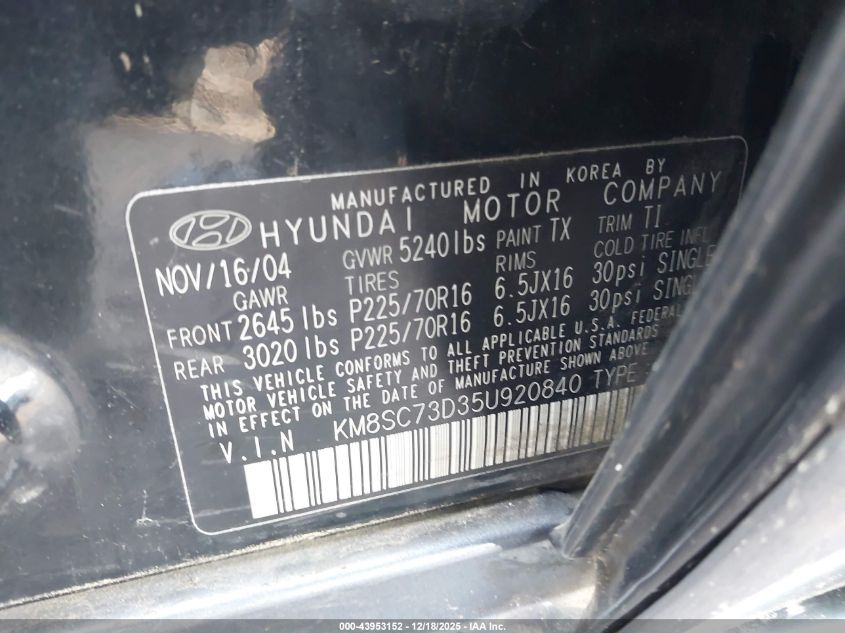 MANUFACTURED IN KOREA BY
HYUNDAI MOTOR COMPANY
NOV/16/04 GVWR 5240lbs PAINT TX TRIM TI
GAWR TIRES RIMS COLD TIRE INFL
FRONT 2645lbs P225/70R16 6.5JX16 30psi SINGLE
REAR 3020lbs P225/70R16 6.5JX16 30psi
THIS VEHICLE CONFORMS TO ALL APPLICABLE U.S.A. FEDERAL
MOTOR VEHICLE SAFETY AND THEFT PREVENTION STANDARDS
IN EFFECT ON THE DATE OF MANUFACTURE SHOWN ABOVE
V.I.N KM8SC73D35U920840 TYPE
000-43953152 - 12/18/2025 - IAA Inc.